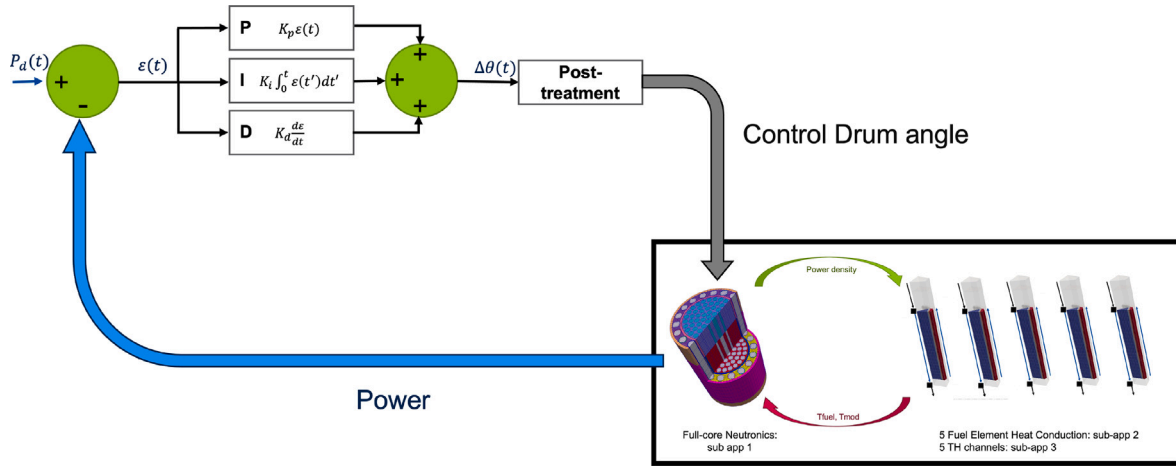 P_d(t)
+
-
ε(t)
P K_p ε(t)
I K_i ∫_0^t ε(t')dt'
D K_d dε/dt
+
+
+
Δθ(t)
Post-
treatment
Control Drum angle
Power
Power density
Tfuel, Tmod
Full-core Neutronics:
sub app 1
5 Fuel Element Heat Conduction: sub-app 2
5 TH channels: sub-app 3